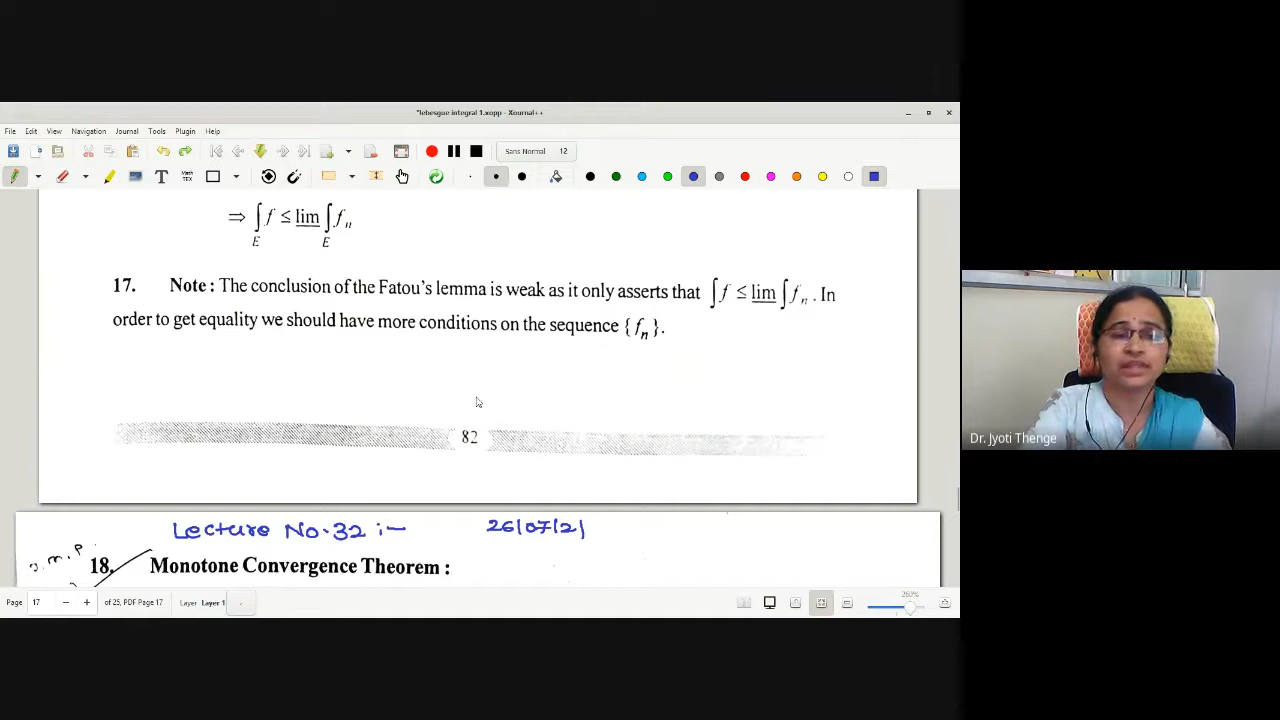 *lebesgue integral 1.xopp - Xournal++
File Edit View Navigation Journal Tools Plugin Help
Sans Normal 12
⇒ ∫_E f ≤ <u>lim</u> ∫_E f_n
17. Note : The conclusion of the Fatou's lemma is weak as it only asserts that ∫ f ≤ <u>lim</u> ∫ f_n . In
order to get equality we should have more conditions on the sequence {f_n}.
82
Lecture No.32 :- 26/07/21
18. Monotone Convergence Theorem :
Page 17 of 25, PDF Page 17 Layer Layer 1
260%
Dr. Jyoti Thenge